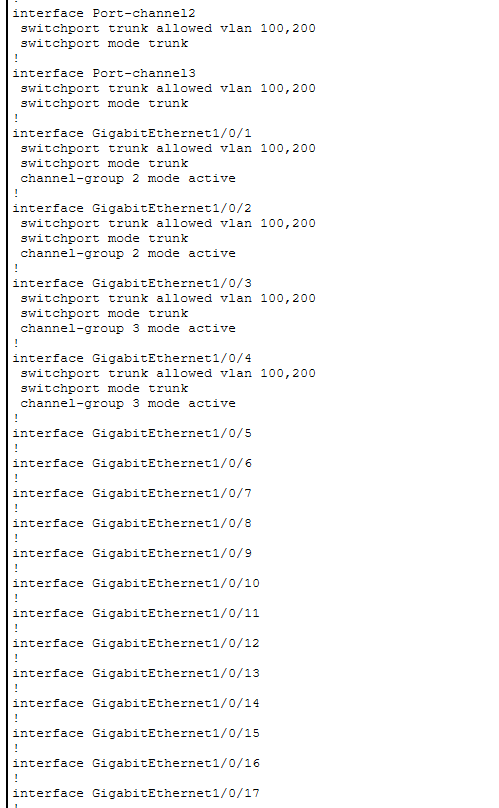 !
interface Port-channel2
 switchport trunk allowed vlan 100,200
 switchport mode trunk
!
interface Port-channel3
 switchport trunk allowed vlan 100,200
 switchport mode trunk
!
interface GigabitEthernet1/0/1
 switchport trunk allowed vlan 100,200
 switchport mode trunk
 channel-group 2 mode active
!
interface GigabitEthernet1/0/2
 switchport trunk allowed vlan 100,200
 switchport mode trunk
 channel-group 2 mode active
!
interface GigabitEthernet1/0/3
 switchport trunk allowed vlan 100,200
 switchport mode trunk
 channel-group 3 mode active
!
interface GigabitEthernet1/0/4
 switchport trunk allowed vlan 100,200
 switchport mode trunk
 channel-group 3 mode active
!
interface GigabitEthernet1/0/5
!
interface GigabitEthernet1/0/6
!
interface GigabitEthernet1/0/7
!
interface GigabitEthernet1/0/8
!
interface GigabitEthernet1/0/9
!
interface GigabitEthernet1/0/10
!
interface GigabitEthernet1/0/11
!
interface GigabitEthernet1/0/12
!
interface GigabitEthernet1/0/13
!
interface GigabitEthernet1/0/14
!
interface GigabitEthernet1/0/15
!
interface GigabitEthernet1/0/16
!
interface GigabitEthernet1/0/17
!